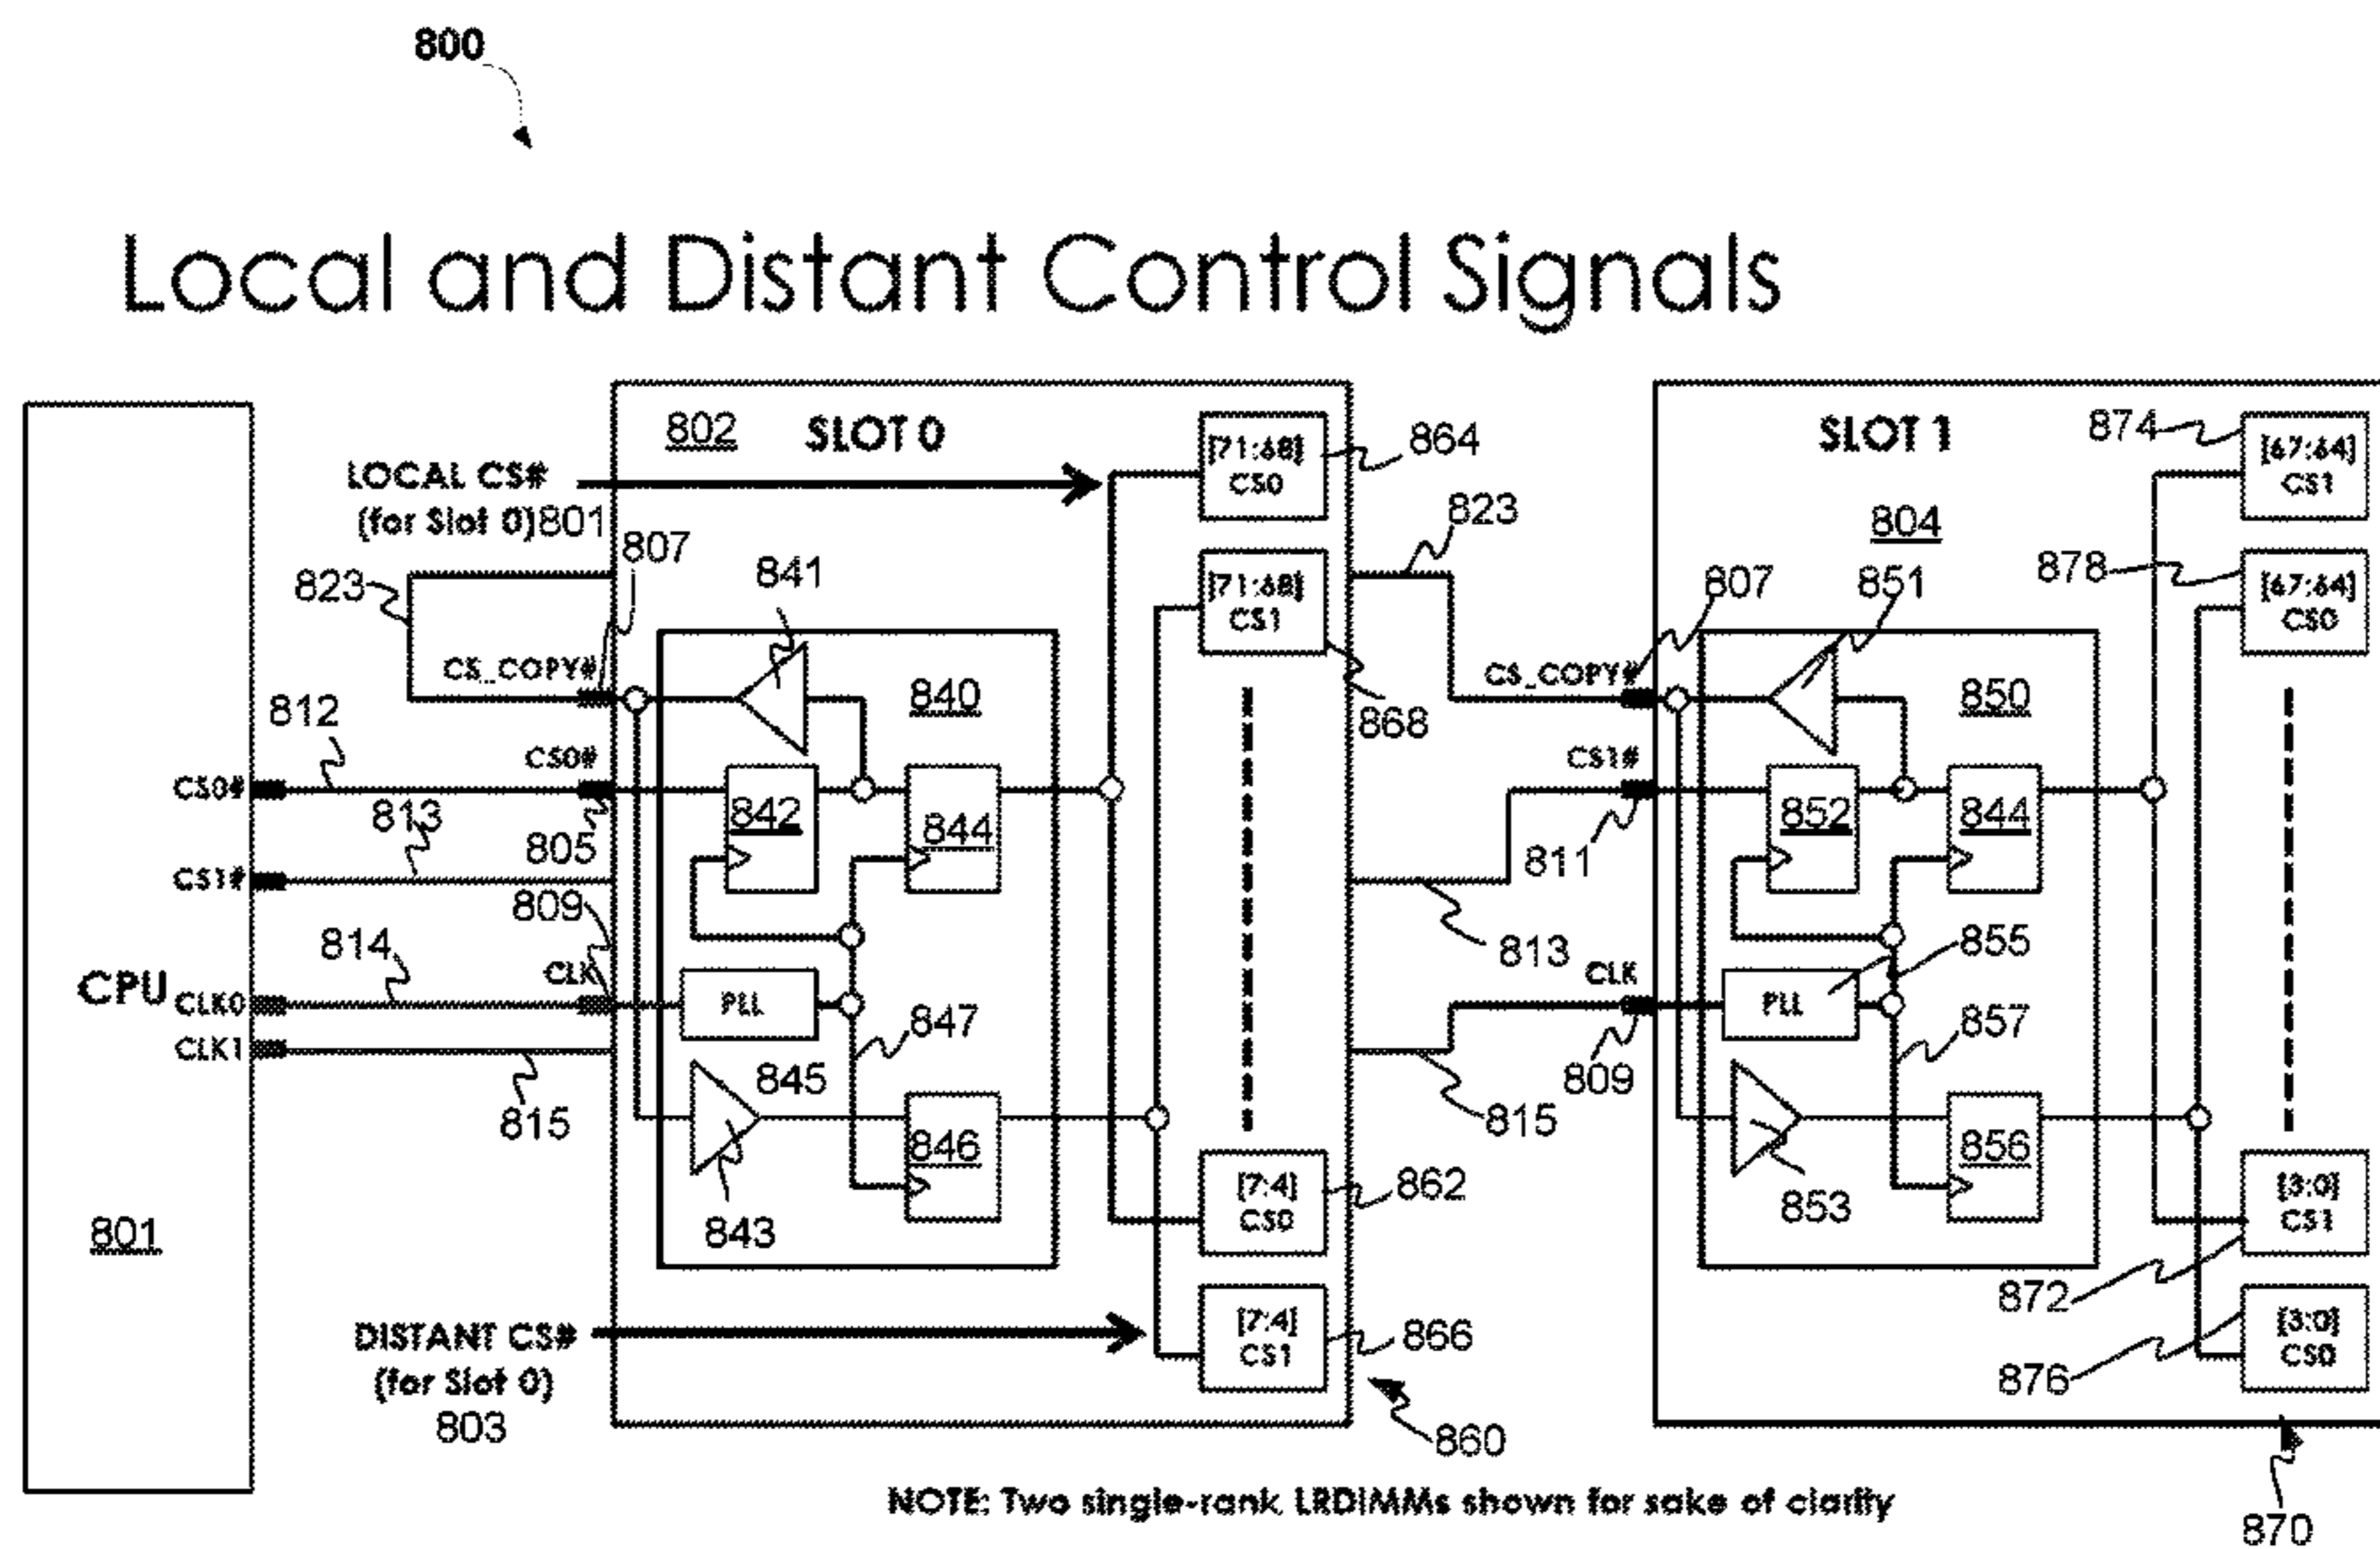 800
Local and Distant Control Signals
802
SLOT 0
LOCAL CS#
(for Slot 0)801
807
823
841
CS_COPY#
840
812
CS0#
CS0#
813
842
844
805
CS1#
809
814
CLK
CPU
CLK0
PLL
847
CLK1
845
815
846
843
801
DISTANT CS#
(for Slot 0)
803
[71:68]
CS0
864
[71:68]
CS1
868
[7:4]
CS0
862
[7:4]
CS1
866
860
823
SLOT 1
804
807
851
CS_COPY#
850
CS1#
852
844
811
813
855
CLK
PLL
857
809
815
856
853
874
[67:64]
CS1
878
[67:64]
CS0
[3:0]
CS1
872
[3:0]
CS0
876
870
NOTE: Two single-rank LRDIMMs shown for sake of clarity